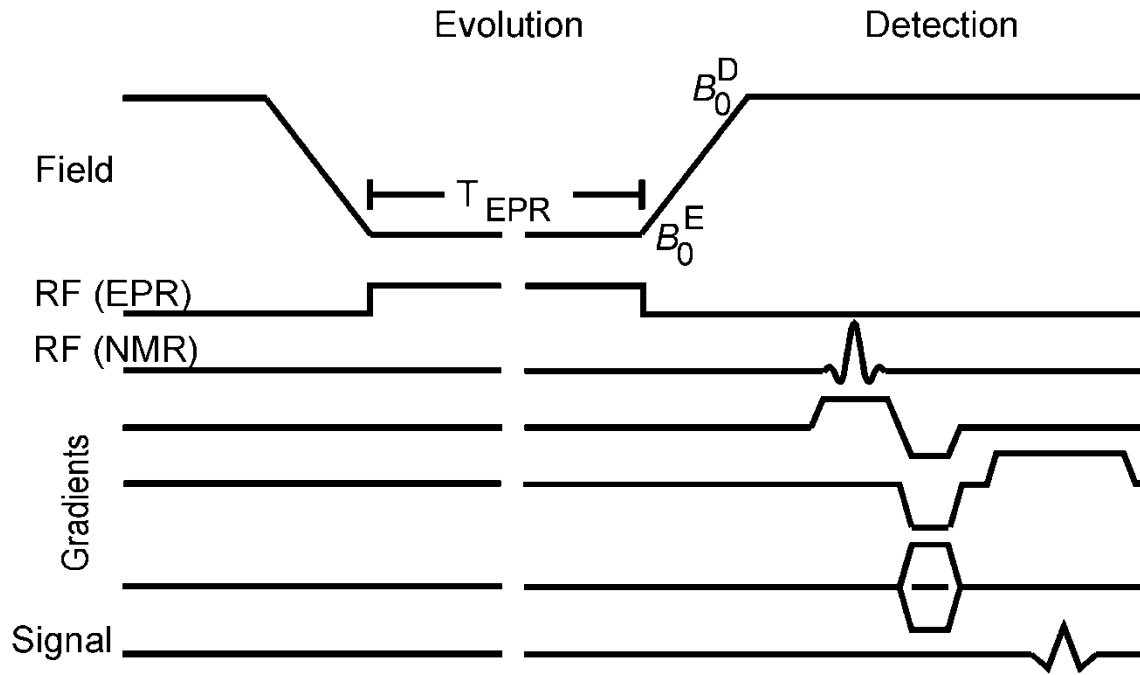 Evolution Detection
B₀ᴰ
Field
T EPR
B₀ᴱ
RF (EPR)
RF (NMR)
Gradients
Signal